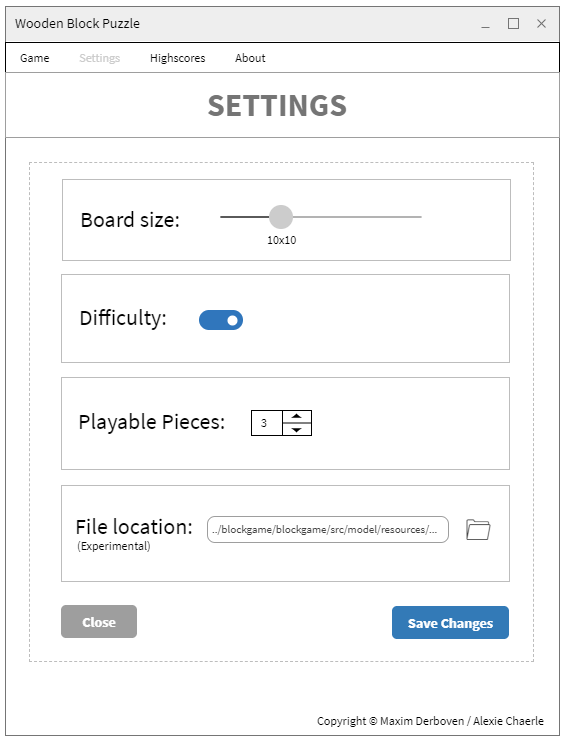 Wooden Block Puzzle
Game Settings Highscores About
SETTINGS
Board size:
10x10
Difficulty:
Playable Pieces: 3
File location: ../blockgame/blockgame/src/model/resources/...
(Experimental)
Close Save Changes
Copyright © Maxim Derboven / Alexie Chaerle